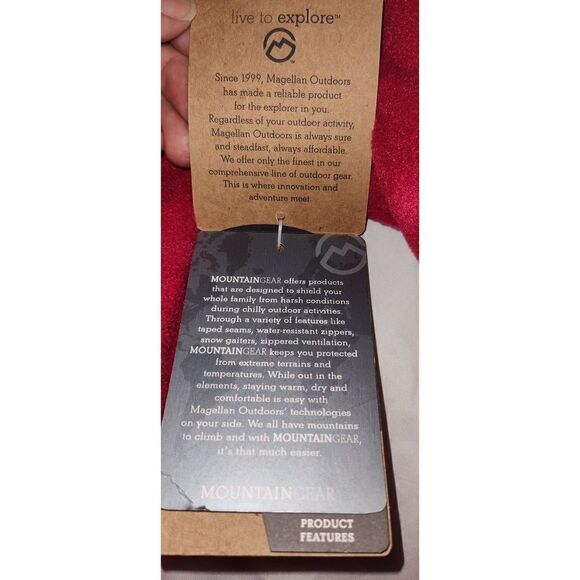 live to explore™
Since 1999, Magellan Outdoors
has made a reliable product
for the explorer in you.
Regardless of your outdoor activity,
Magellan Outdoors is always sure
and steadfast, always affordable.
We offer only the finest in our
comprehensive line of outdoor gear.
This is where innovation and
adventure meet.
MOUNTAINGEAR offers products
that are designed to shield your
whole family from harsh conditions
during chilly outdoor activities.
Through a variety of features like
taped seams, water-resistant zippers,
snow gaiters, zippered ventilation,
MOUNTAINGEAR keeps you protected
from extreme terrains and
temperatures. While out in the
elements, staying warm, dry and
comfortable is easy with
Magellan Outdoors' technologies
on your side. We all have mountains
to climb and with MOUNTAINGEAR,
it's that much easier.
MOUNTAINGEAR
PRODUCT
FEATURES